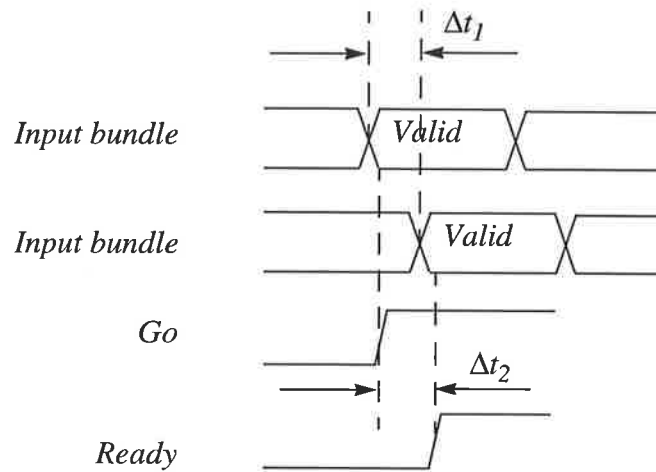 Δt1
Input bundle Valid
Input bundle Valid
Go
Δt2
Ready